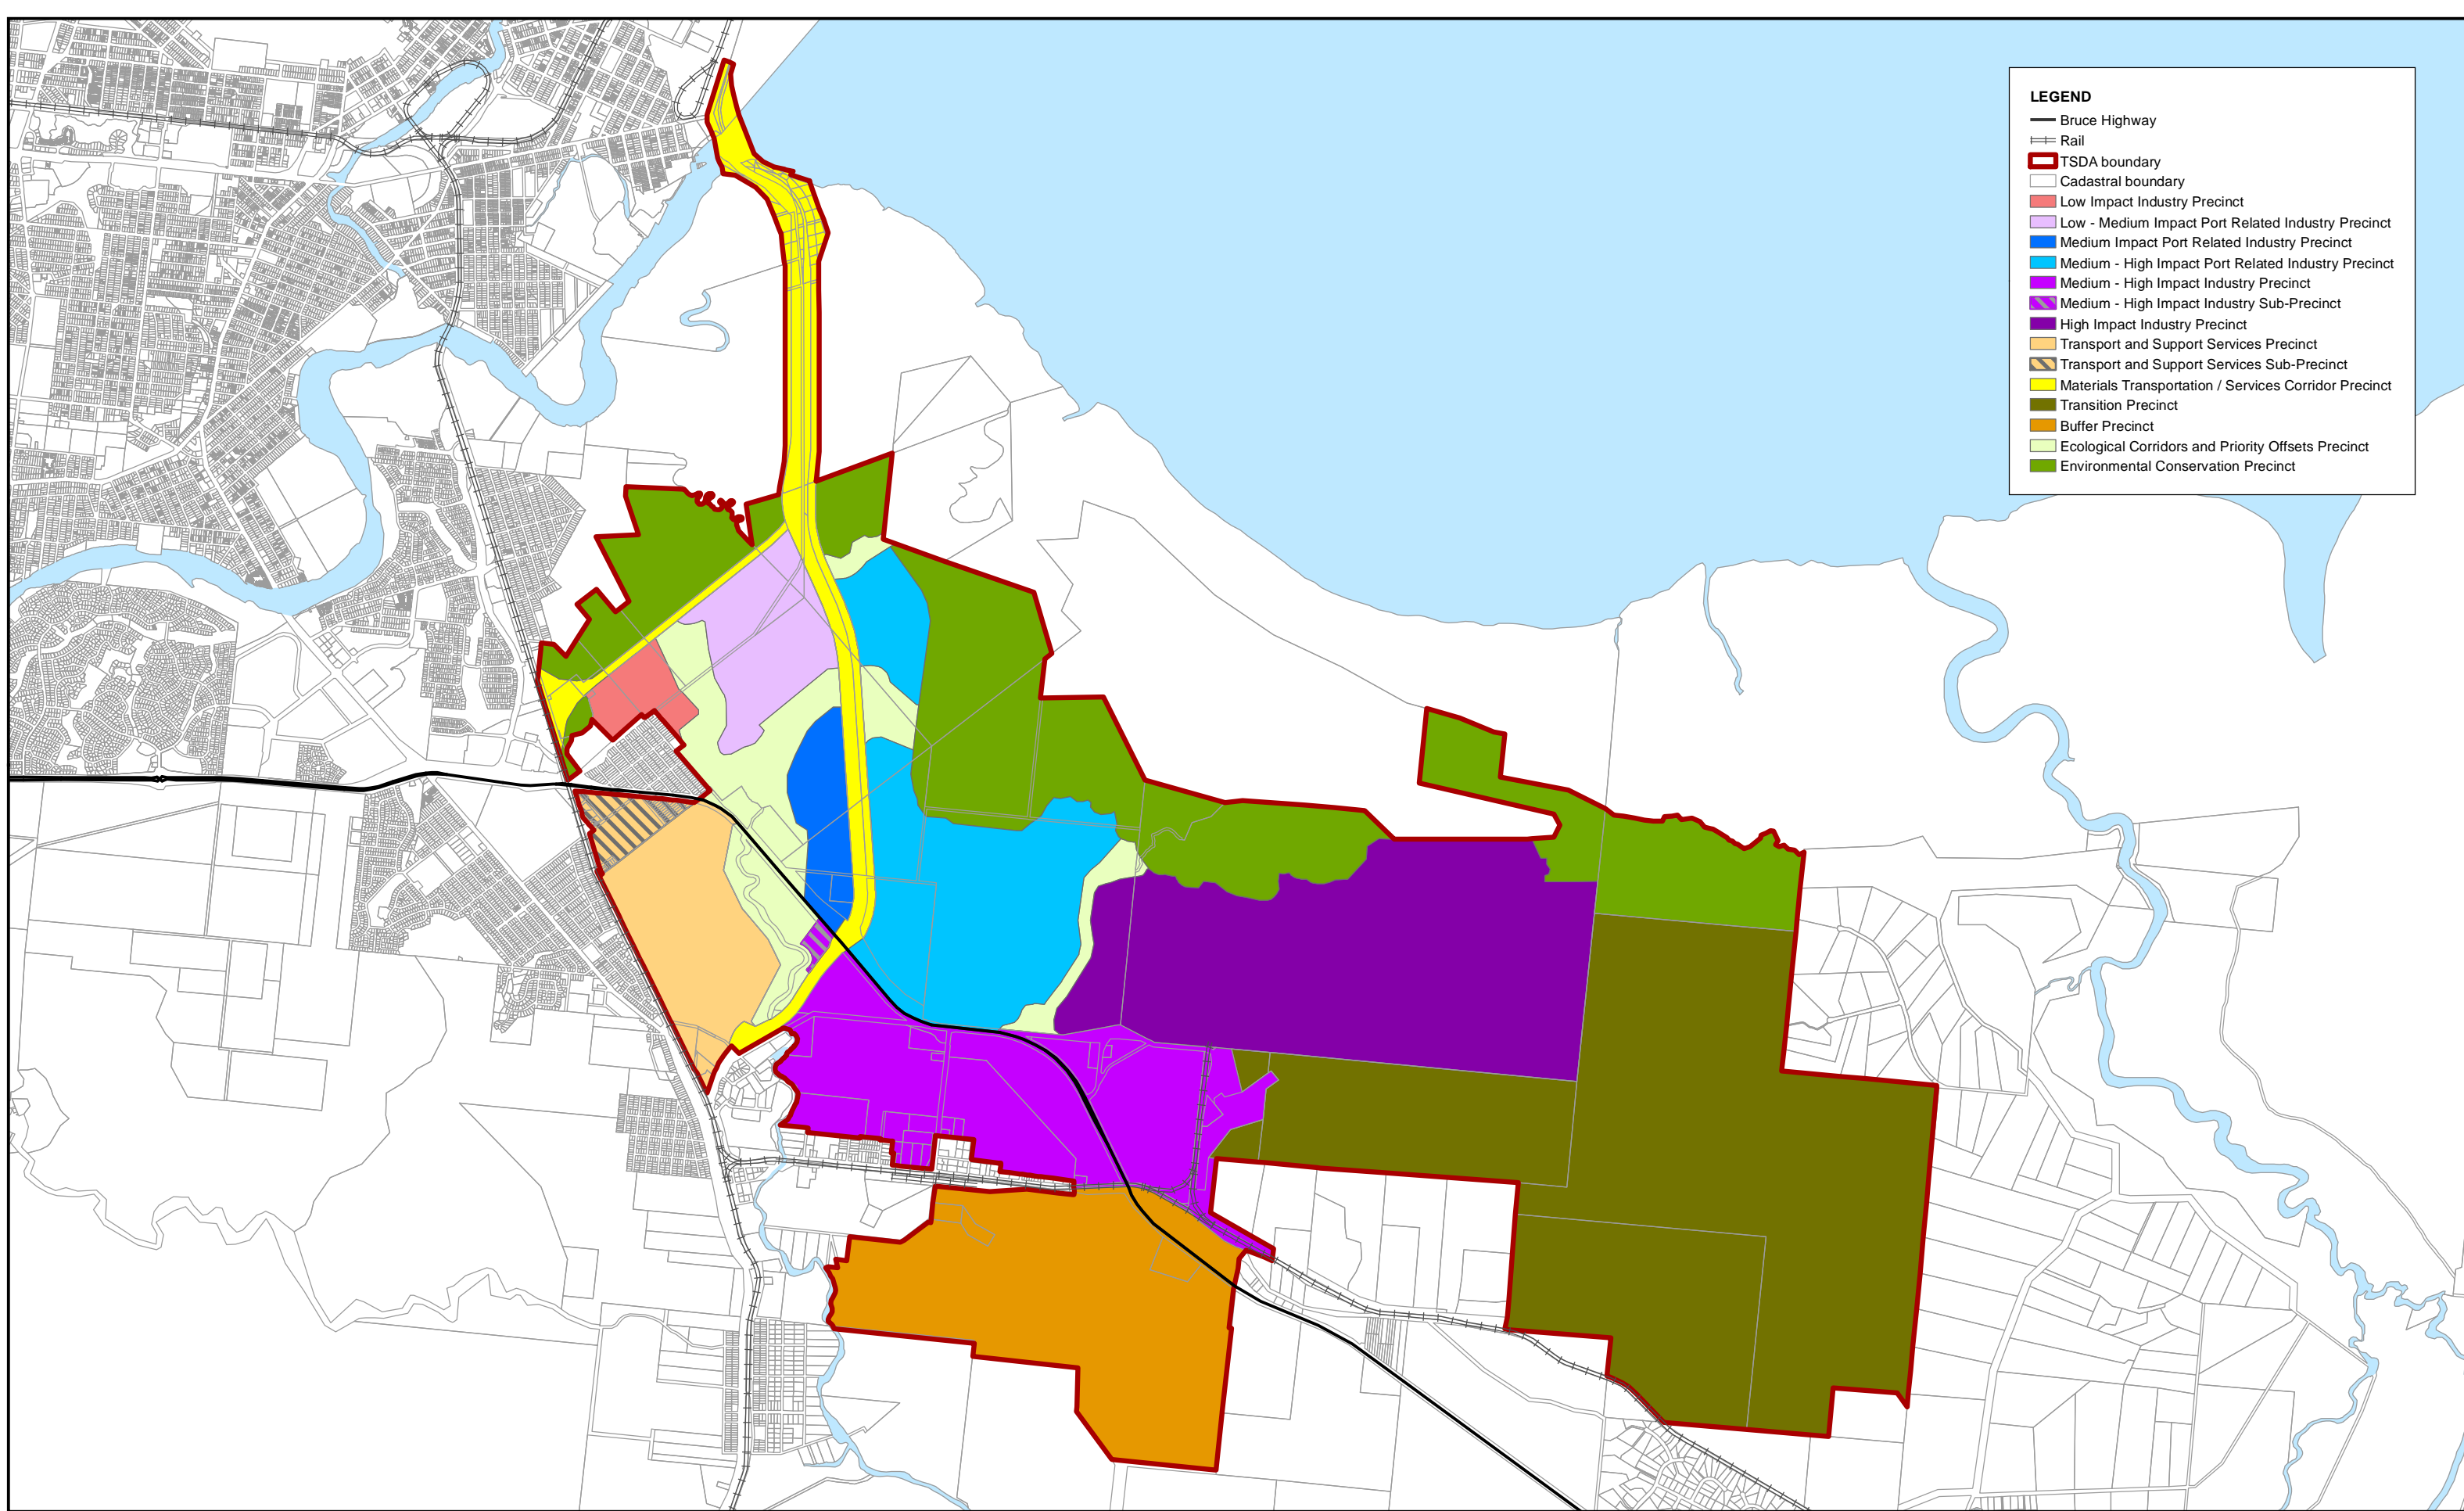 LEGEND
Bruce Highway
Rail
TSDA boundary
Cadastral boundary
Low Impact Industry Precinct
Low - Medium Impact Port Related Industry Precinct
Medium Impact Port Related Industry Precinct
Medium - High Impact Port Related Industry Precinct
Medium - High Impact Industry Precinct
Medium - High Impact Industry Sub-Precinct
High Impact Industry Precinct
Transport and Support Services Precinct
Transport and Support Services Sub-Precinct
Materials Transportation / Services Corridor Precinct
Transition Precinct
Buffer Precinct
Ecological Corridors and Priority Offsets Precinct
Environmental Conservation Precinct